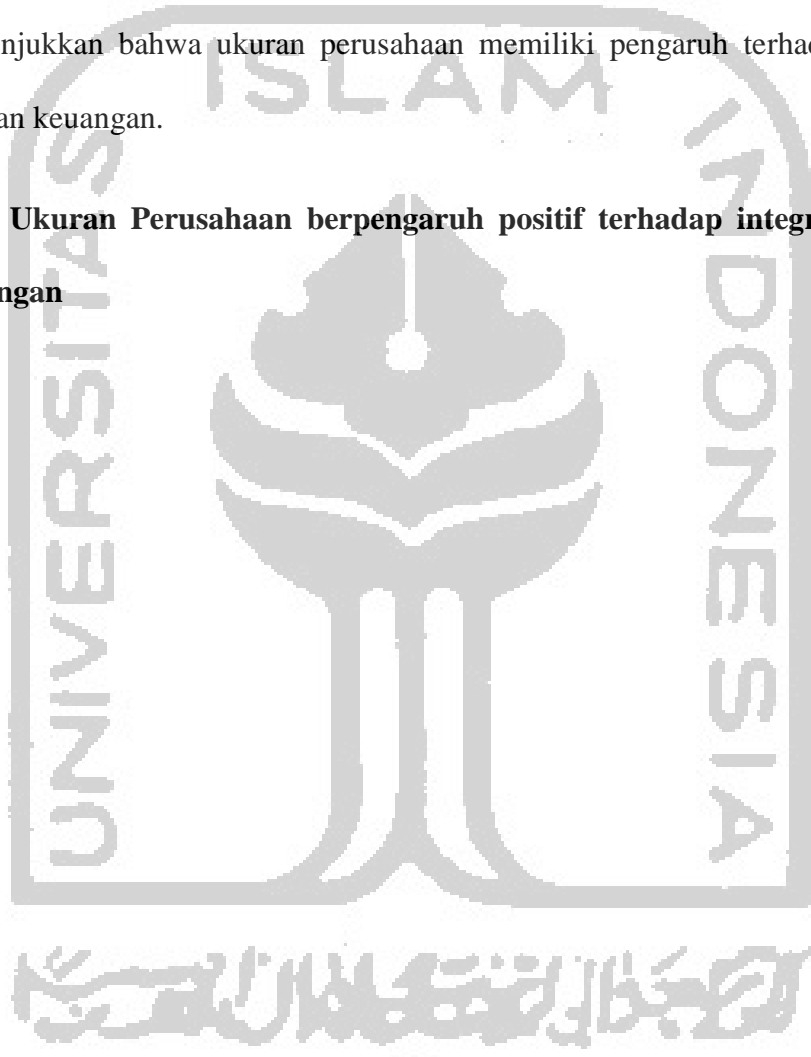 njukkan bahwa ukuran perusahaan memiliki pengaruh terhad
an keuangan.
Ukuran Perusahaan berpengaruh positif terhadap integr
ngan
ISLAM
UNIVERSITAS
INDONESIA